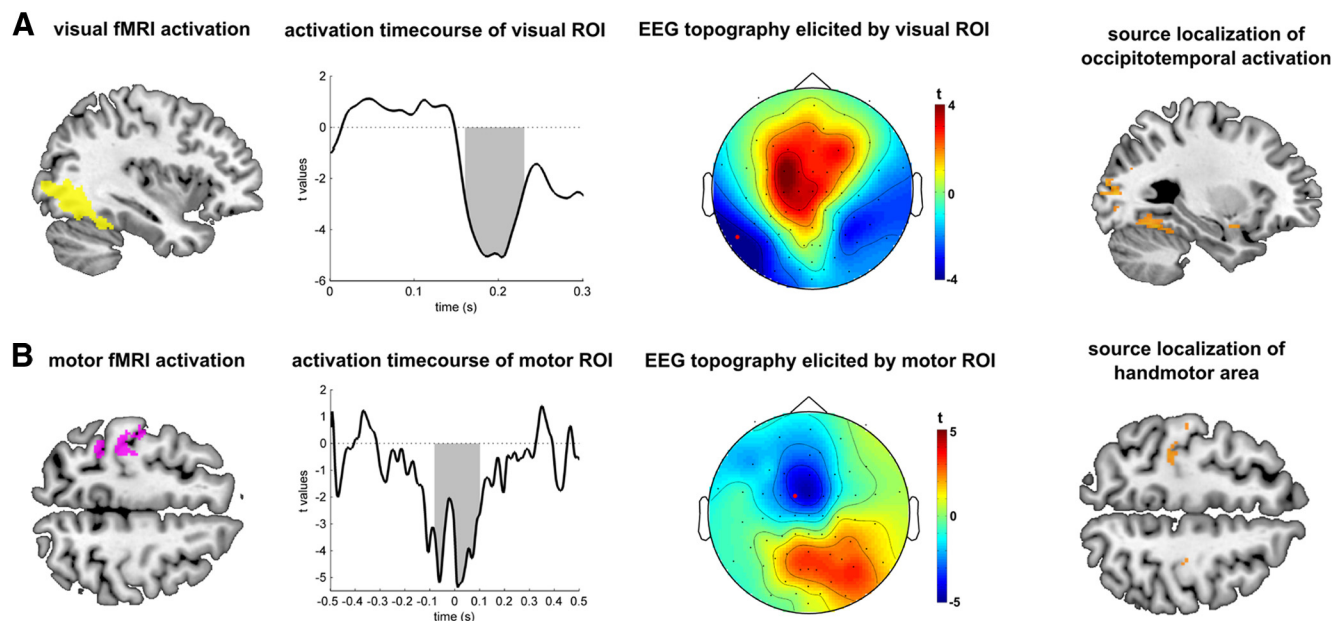 A
visual fMRI activation
activation timecourse of visual ROI
EEG topography elicited by visual ROI
source localization of
occipitotemporal activation
2
0
-2
-4
-6
t values
0
0.1
0.2
0.3
time (s)
t
4
0
-4
B
motor fMRI activation
activation timecourse of motor ROI
EEG topography elicited by motor ROI
source localization of
handmotor area
2
1
0
-1
-2
-3
-4
-5
t values
-0.5 -0.4 -0.3 -0.2 -0.1 0 0.1 0.2 0.3 0.4 0.5
time (s)
t
5
0
-5